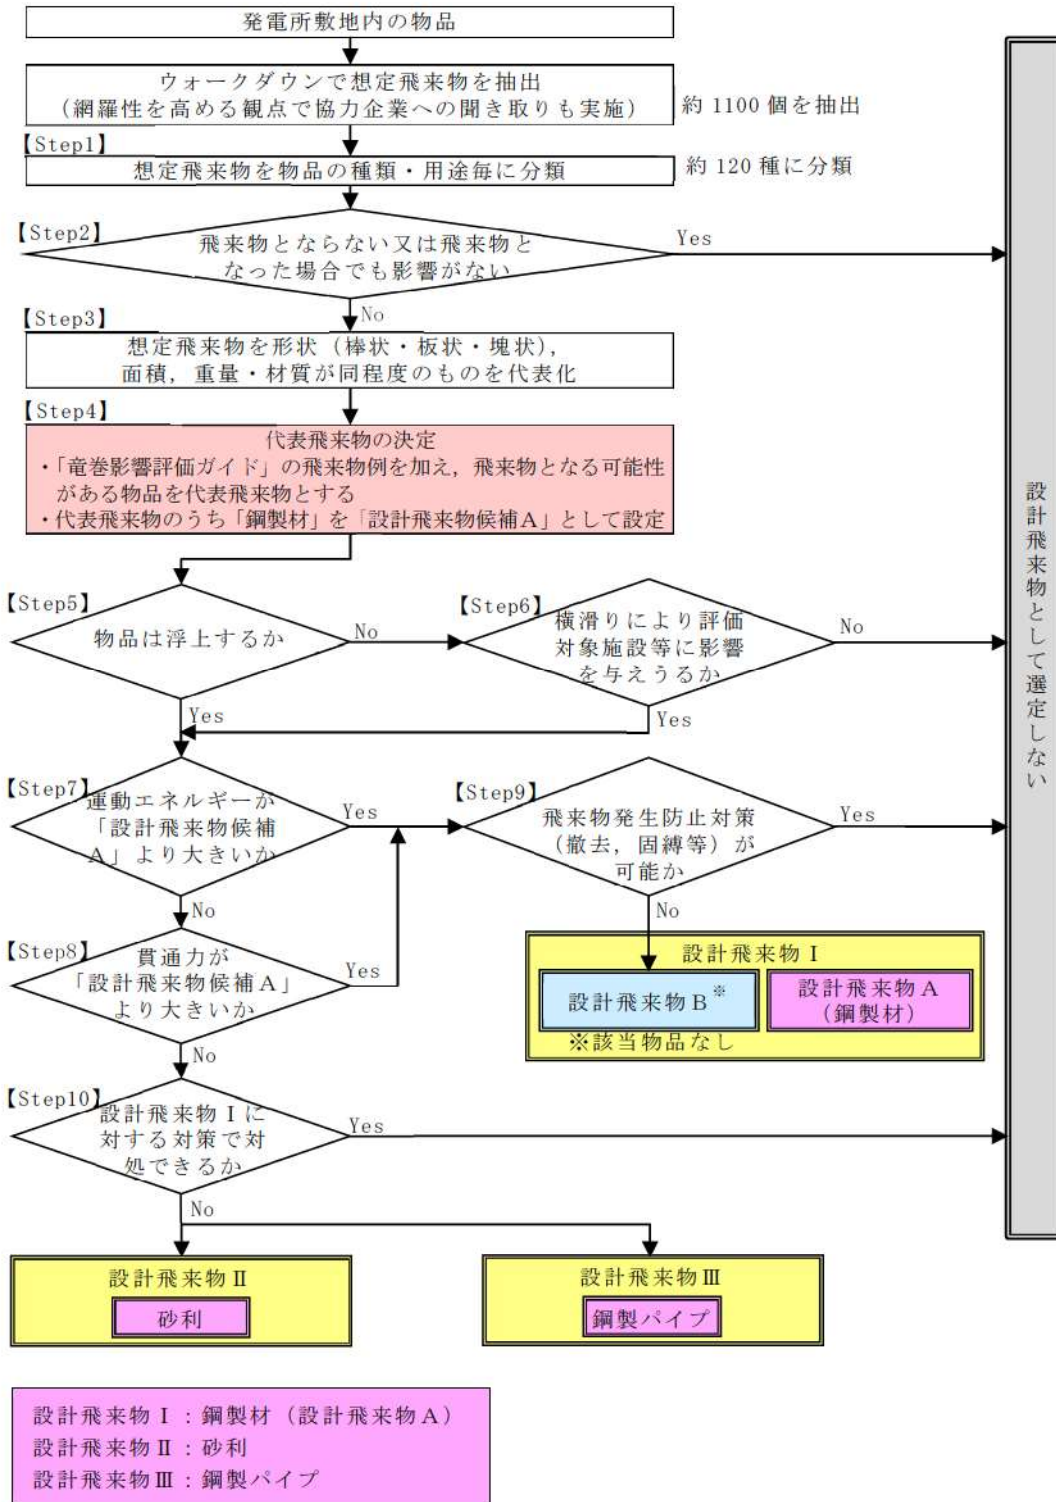 発電所敷地内の物品
ウォークダウンで想定飛来物を抽出
（網羅性を高める観点で協力企業への聞き取りも実施）
約 1100 個を抽出
【Step1】
想定飛来物を物品の種類・用途毎に分類
約 120 種に分類
【Step2】
飛来物とならない又は飛来物と
なった場合でも影響がない
Yes
No
【Step3】
想定飛来物を形状（棒状・板状・塊状），
面積，重量・材質が同程度のものを代表化
【Step4】
代表飛来物の決定
・「竜巻影響評価ガイド」の飛来物例を加え，飛来物となる可能性
がある物品を代表飛来物とする
・代表飛来物のうち「鋼製材」を「設計飛来物候補Ａ」として設定
【Step5】
物品は浮上するか
No
Yes
【Step6】
横滑りにより評価
対象施設等に影響
を与えうるか
No
Yes
【Step7】
運動エネルギーが
「設計飛来物候補
Ａ」より大きいか
Yes
No
【Step9】
飛来物発生防止対策
（撤去，固縛等）が
可能か
Yes
No
【Step8】
貫通力が
「設計飛来物候補Ａ」
より大きいか
Yes
No
設計飛来物Ⅰ
設計飛来物Ｂ※
設計飛来物Ａ
（鋼製材）
※該当物品なし
【Step10】
設計飛来物Ⅰに
対する対策で対
処できるか
Yes
No
設計飛来物として選定しない
設計飛来物Ⅱ
砂利
設計飛来物Ⅲ
鋼製パイプ
設計飛来物Ⅰ：鋼製材（設計飛来物Ａ）
設計飛来物Ⅱ：砂利
設計飛来物Ⅲ：鋼製パイプ